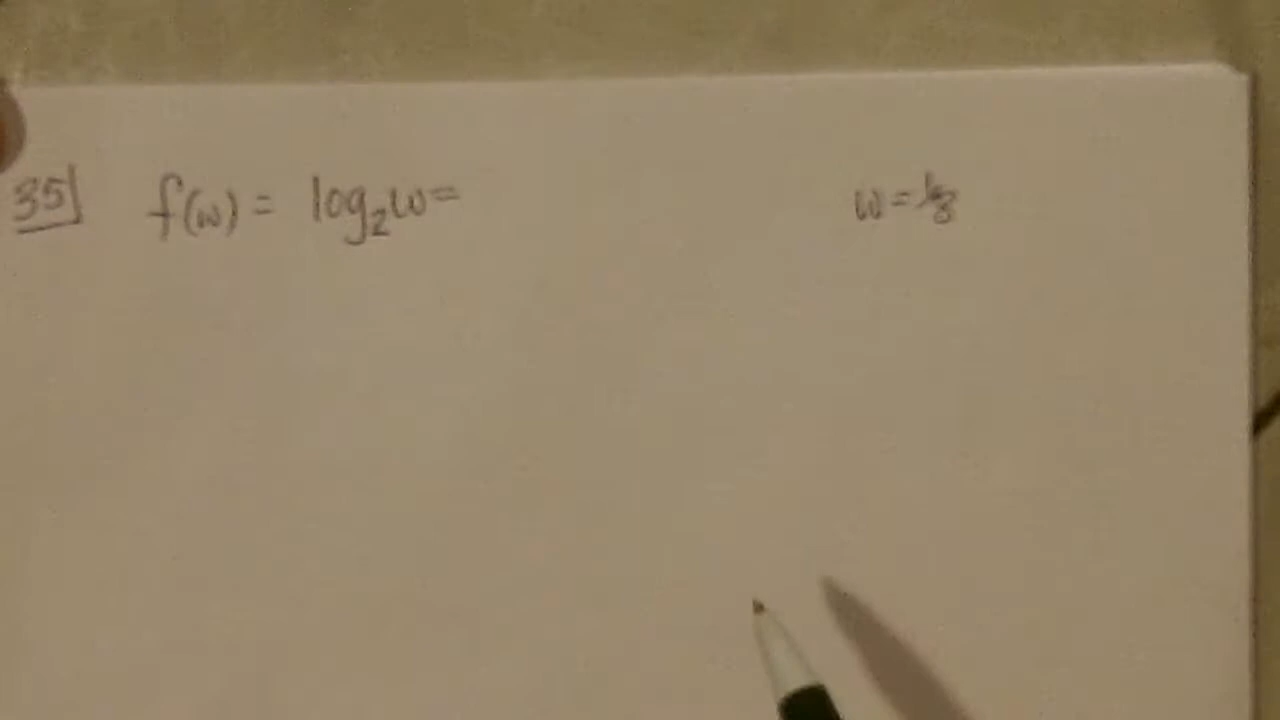 35 f(w) = log₂w= w = 1/8